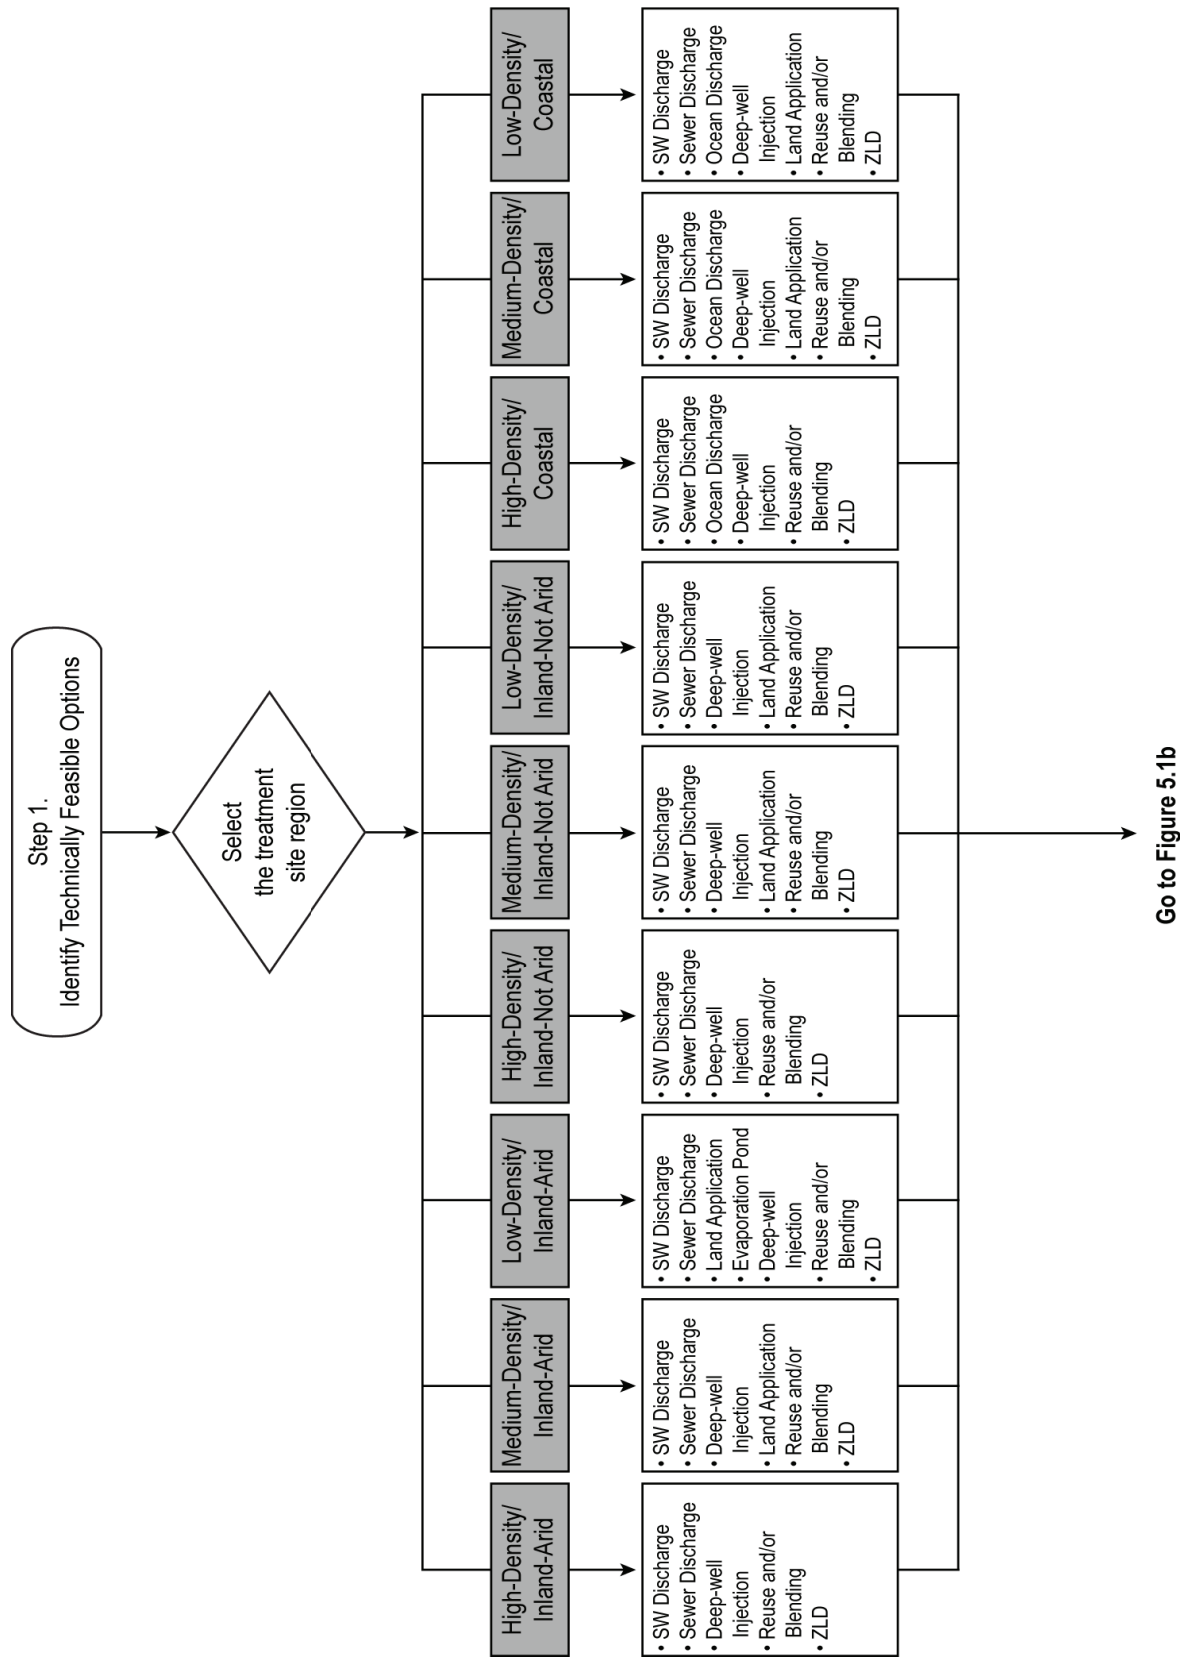 Step 1.
Identify Technically Feasible Options
Select
the treatment
site region
High-Density/
Inland-Arid
Medium-Density/
Inland-Arid
Low-Density/
Inland-Arid
High-Density/
Inland-Not Arid
Medium-Density/
Inland-Not Arid
Low-Density/
Inland-Not Arid
High-Density/
Coastal
Medium-Density/
Coastal
Low-Density/
Coastal
• SW Discharge
• Sewer Discharge
• Deep-well
Injection
• Reuse and/or
Blending
• ZLD
• SW Discharge
• Sewer Discharge
• Deep-well
Injection
• Land Application
• Reuse and/or
Blending
• ZLD
• SW Discharge
• Sewer Discharge
• Land Application
• Evaporation Pond
• Deep-well
Injection
• Reuse and/or
Blending
• ZLD
• SW Discharge
• Sewer Discharge
• Deep-well
Injection
• Reuse and/or
Blending
• ZLD
• SW Discharge
• Sewer Discharge
• Deep-well
Injection
• Land Application
• Reuse and/or
Blending
• ZLD
• SW Discharge
• Sewer Discharge
• Deep-well
Injection
• Land Application
• Reuse and/or
Blending
• ZLD
• SW Discharge
• Sewer Discharge
• Ocean Discharge
• Deep-well
Injection
• Reuse and/or
Blending
• ZLD
• SW Discharge
• Sewer Discharge
• Ocean Discharge
• Deep-well
Injection
• Land Application
• Reuse and/or
Blending
• ZLD
• SW Discharge
• Sewer Discharge
• Ocean Discharge
• Deep-well
Injection
• Land Application
• Reuse and/or
Blending
• ZLD
Go to Figure 5.1b